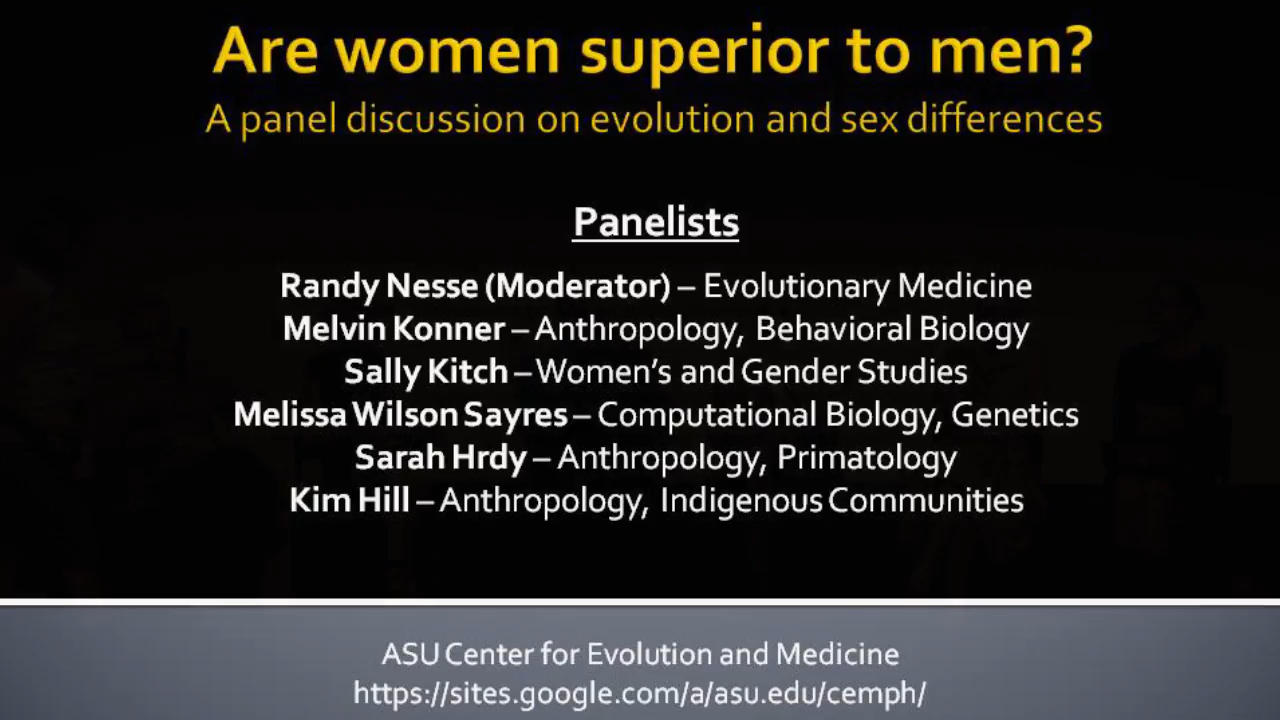 Are women superior to men?
A panel discussion on evolution and sex differences
Panelists
Randy Nesse (Moderator) – Evolutionary Medicine
Melvin Konner – Anthropology, Behavioral Biology
Sally Kitch – Women's and Gender Studies
Melissa Wilson Sayres – Computational Biology, Genetics
Sarah Hrdy – Anthropology, Primatology
Kim Hill – Anthropology, Indigenous Communities
ASU Center for Evolution and Medicine
https://sites.google.com/a/asu.edu/cemph/